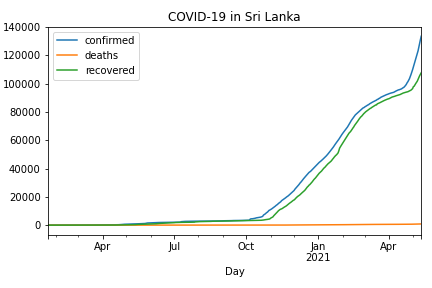 COVID-19 in Sri Lanka
140000
120000
100000
80000
60000
40000
20000
0
confirmed
deaths
recovered
Apr Jul Oct Jan Apr
2021
Day